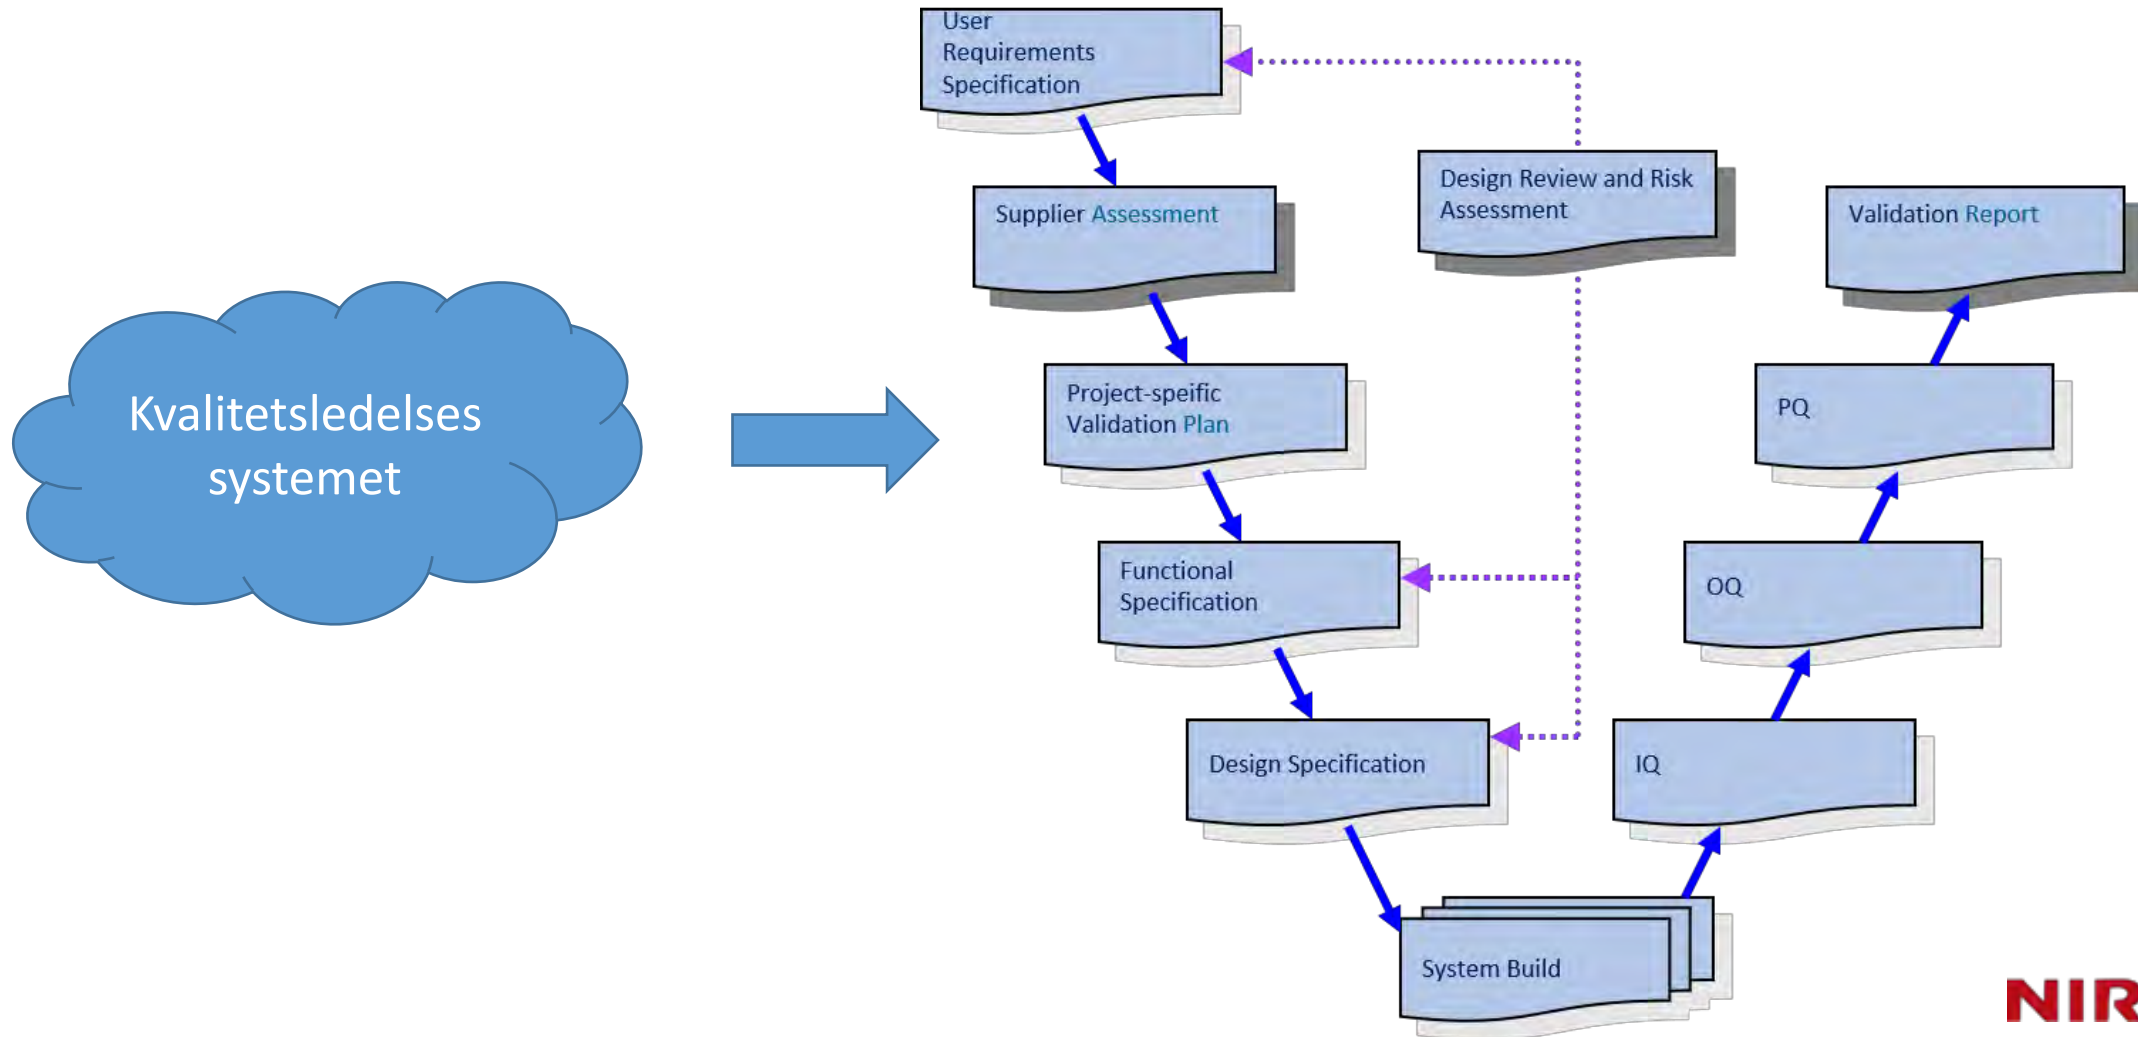 Kvalitetsledelses
systemet
User
Requirements
Specification
Supplier Assessment
Project-speific
Validation Plan
Functional
Specification
Design Specification
System Build
Design Review and Risk
Assessment
Validation Report
PQ
OQ
IQ
NIR